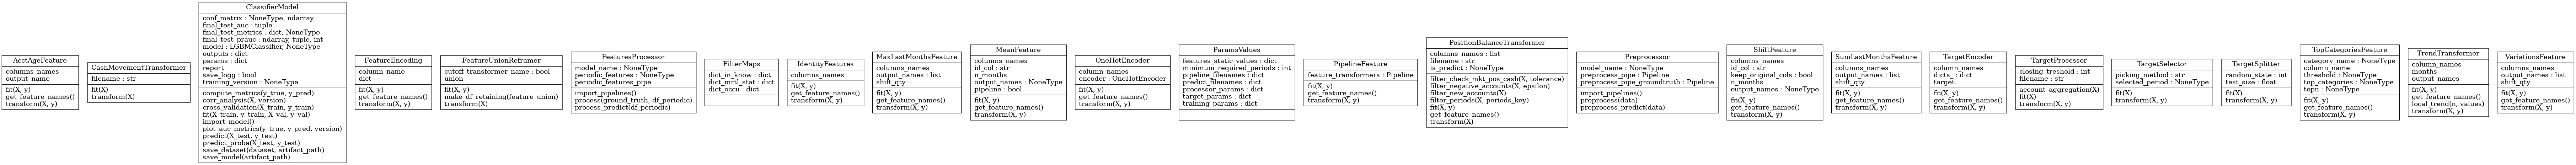 AcctAgeFeature
columns_names
output_name
fit(X, y)
get_feature_names()
transform(X, y)
CashMovementTransformer
filename : str
fit(X)
transform(X)
ClassifierModel
conf_matrix : NoneType, ndarray
final_test_auc : tuple
final_test_metrics : dict, NoneType
final_test_prauc : ndarray, tuple, int
model : LGBMClassifier, NoneType
outputs : dict
params : dict
report
save_logg : bool
training_version : NoneType
compute_metrics(y_true, y_pred)
corr_analysis(X, version)
cross_validation(X_train, y_train)
fit(X_train, y_train, X_val, y_val)
import_model()
plot_auc_metrics(y_true, y_pred, version)
predict(X_test, y_test)
predict_proba(X_test, y_test)
save_dataset(dataset, artifact_path)
save_model(artifact_path)
FeatureEncoding
column_name
dict_
fit(X, y)
get_feature_names()
transform(X, y)
FeatureUnionReframer
cutoff_transformer_name : bool
union
fit(X, y)
make_df_retaining(feature_union)
transform(X)
FeaturesProcessor
model_name : NoneType
periodic_features : NoneType
periodic_features_pipe
import_pipelines()
process(ground_truth, df_periodic)
process_predict(df_periodic)
FilterMaps
dict_in_know : dict
dict_mrtl_stat : dict
dict_occu : dict
IdentityFeatures
columns_names
fit(X, y)
get_feature_names()
transform(X, y)
MaxLastMonthsFeature
columns_names
output_names : list
shift_qty
fit(X, y)
get_feature_names()
transform(X, y)
MeanFeature
columns_names
id_col : str
n_months
output_names : NoneType
pipeline : bool
fit(X, y)
get_feature_names()
transform(X, y)
OneHotEncoder
columns_names
encoder : OneHotEncoder
fit(X, y)
get_feature_names()
transform(X, y)
ParamsValues
features_static_values : dict
minimum_required_periods : int
pipeline_filenames : dict
predict_filenames : dict
processor_params : dict
target_params : dict
training_params : dict
PipelineFeature
feature_transformers : Pipeline
fit(X, y)
get_feature_names()
transform(X, y)
PositionBalanceTransformer
columns_names : list
filename : str
is_predict : NoneType
filter_check_mkt_pos_cash(X, tolerance)
filter_negative_accounts(X, epsilon)
filter_new_accounts(X)
filter_periods(X, periods_key)
fit(X, y)
get_feature_names()
transform(X)
Preprocessor
model_name : NoneType
preprocess_pipe : Pipeline
preprocess_pipe_groundtruth : Pipeline
import_pipelines()
preprocess(data)
preprocess_predict(data)
ShiftFeature
columns_names
id_col : str
keep_original_cols : bool
n_months
output_names : NoneType
fit(X, y)
get_feature_names()
transform(X, y)
SumLastMonthsFeature
columns_names
output_names : list
shift_qty
fit(X, y)
get_feature_names()
transform(X, y)
TargetEncoder
column_names
dicts_ : dict
target
fit(X, y)
get_feature_names()
transform(X, y)
TargetProcessor
closing_treshold : int
filename : str
account_aggregation(X)
fit(X)
transform(X, y)
TargetSelector
picking_method : str
selected_period : NoneType
fit(X)
transform(X, y)
TargetSplitter
random_state : int
test_size : float
fit(X, y)
transform(X, y)
TopCategoriesFeature
category_name : NoneType
column_name
threshold : NoneType
top_categories : NoneType
topn : NoneType
fit(X, y)
get_feature_names()
transform(X, y)
TrendTransformer
columns_names
months
output_names
fit(X, y)
get_feature_names()
local_trend(n, values)
transform(X, y)
VariationsFeature
columns_names
output_names : list
shift_qty
fit(X, y)
get_feature_names()
transform(X, y)